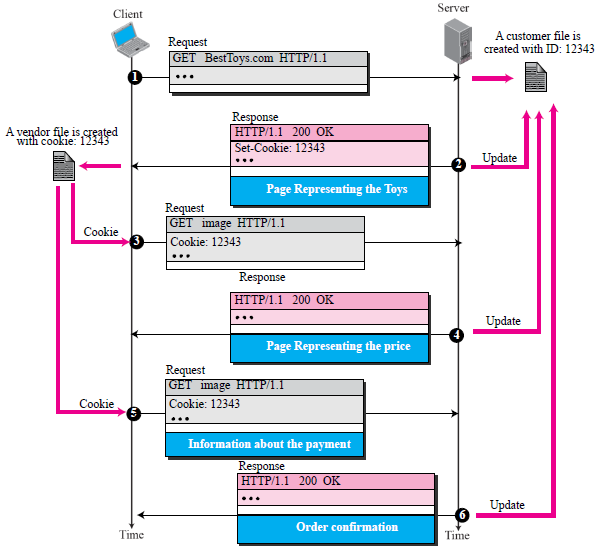 Client
Server
A customer file is
created with ID: 12343
Request
GET BestToys.com HTTP/1.1
•••
1
Response
HTTP/1.1 200 OK
Set-Cookie: 12343
•••
Page Representing the Toys
2
Update
A vendor file is created
with cookie: 12343
Request
GET image HTTP/1.1
Cookie: 12343
•••
Cookie
3
Response
HTTP/1.1 200 OK
•••
Page Representing the price
4
Update
Request
GET image HTTP/1.1
Cookie: 12343
•••
Information about the payment
Cookie
5
Response
HTTP/1.1 200 OK
•••
Order confirmation
6
Update
Time
Time